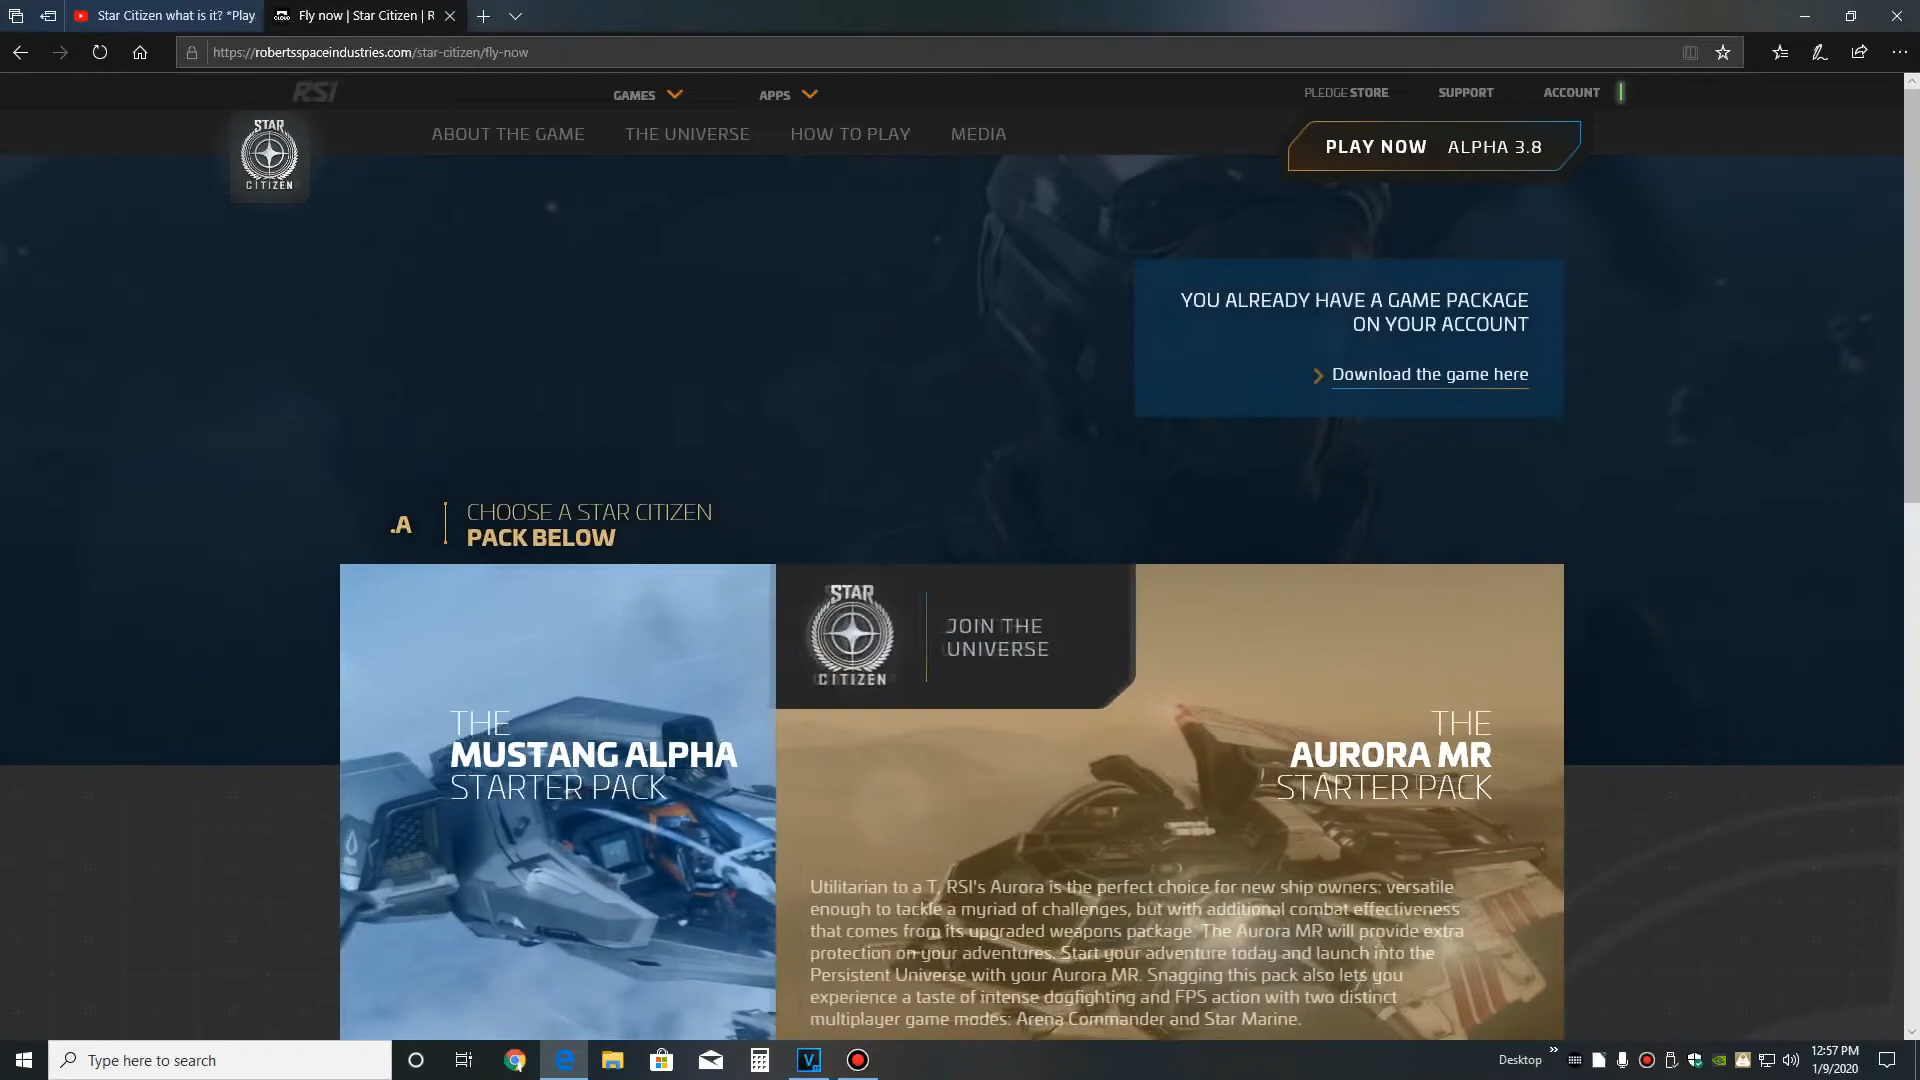 Star Citizen what is it? *Play
Fly now | Star Citizen | R
https://robertsspaceindustries.com/star-citizen/fly-now
RSI
GAMES
APPS
PLEDGE STORE
SUPPORT
ACCOUNT
STAR CITIZEN
ABOUT THE GAME
THE UNIVERSE
HOW TO PLAY
MEDIA
PLAY NOW ALPHA 3.8
YOU ALREADY HAVE A GAME PACKAGE
ON YOUR ACCOUNT
Download the game here
.A
CHOOSE A STAR CITIZEN
PACK BELOW
STAR
CITIZEN
JOIN THE
UNIVERSE
THE
MUSTANG ALPHA
STARTER PACK
THE
AURORA MR
STARTER PACK
Utilitarian to a T, RSI's Aurora is the perfect choice for new ship owners: versatile
enough to tackle a myriad of challenges, but with additional combat effectiveness
that comes from its upgraded weapons package. The Aurora MR will provide extra
protection on your adventures. Start your adventure today and launch into the
Persistent Universe with your Aurora MR. Snagging this pack also lets you
experience a taste of intense dogfighting and FPS action with two distinct
multiplayer game modes: Arena Commander and Star Marine.
Type here to search
Desktop
12:57 PM
1/9/2020